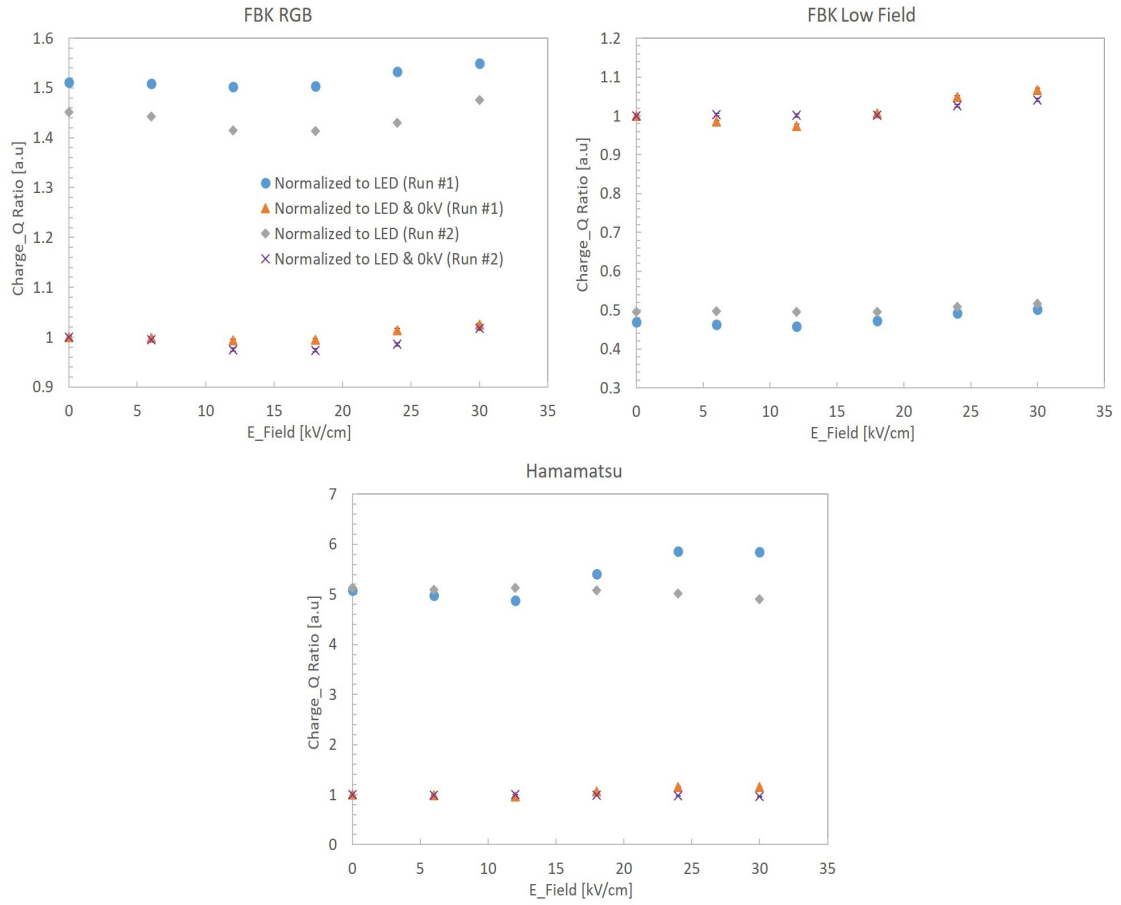 FBK RGB
Charge_Q Ratio [a.u]
1.6
1.5
1.4
1.3
1.2
1.1
1
0.9
Normalized to LED (Run #1)
Normalized to LED & 0kV (Run #1)
Normalized to LED (Run #2)
Normalized to LED & 0kV (Run #2)
0 5 10 15 20 25 30 35
E_Field [kV/cm]
FBK Low Field
Charge_Q Ratio [a.u]
1.2
1.1
1
0.9
0.8
0.7
0.6
0.5
0.4
0.3
0 5 10 15 20 25 30 35
E_Field [kV/cm]
Hamamatsu
Charge_Q Ratio [a.u]
7
6
5
4
3
2
1
0
0 5 10 15 20 25 30 35
E_Field [kV/cm]